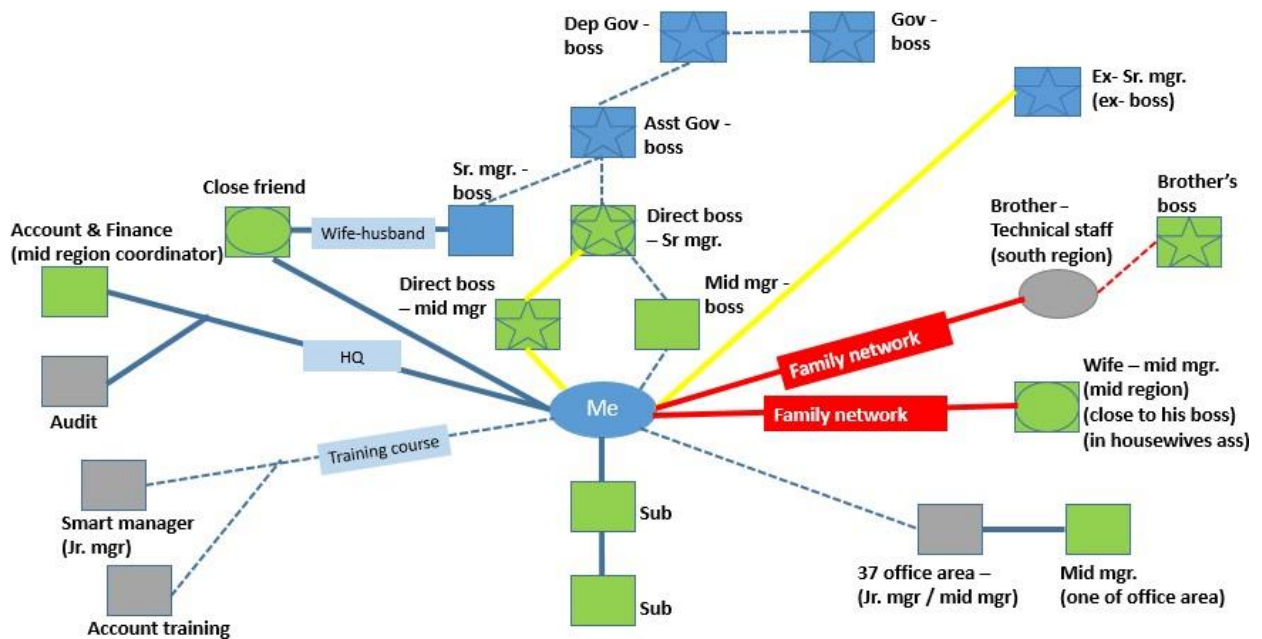 Dep Gov -
boss
Gov -
boss
Ex- Sr. mgr.
(ex- boss)
Asst Gov -
boss
Sr. mgr. -
boss
Close friend
Wife-husband
Direct boss
– Sr mgr.
Brother –
Technical staff
(south region)
Brother’s
boss
Account & Finance
(mid region coordinator)
Direct boss
– mid mgr
Mid mgr -
boss
HQ
Family network
Audit
Me
Family network
Wife – mid mgr.
(mid region)
(close to his boss)
(in housewives ass)
Training course
Smart manager
(Jr. mgr)
Account training
Sub
Sub
37 office area –
(Jr. mgr / mid mgr)
Mid mgr.
(one of office area)